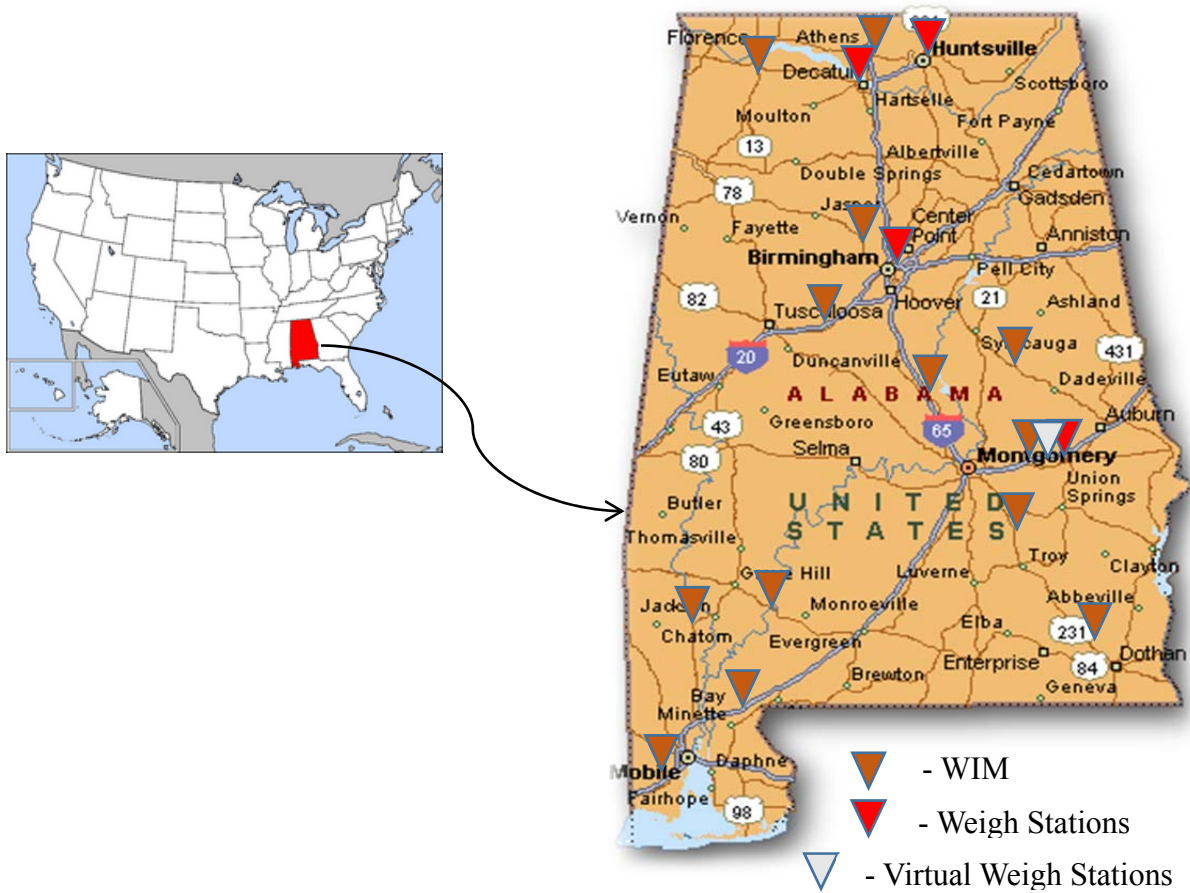 Florence
Athens
Huntsville
Decatur
Scottsboro
Hartselle
Moulton
Fort Payne
13
Albertville
Cedartown
Double Springs
78
Gadsden
Jasper
Vernon
Center
Point
Fayette
Anniston
Birmingham
Pell City
82
Hoover
21
Ashland
Tuscaloosa
Sylacauga
431
20
Duncanville
Eutaw
Dadeville
ALABAMA
Greensboro
Auburn
43
65
Selma
Montgomery
80
Union
Springs
Butler
UNITED
STATES
Thomasville
Troy
Clayton
Grove Hill
Luverne
Abbeville
Jackson
Monroeville
Elba
Chatom
Evergreen
231
Enterprise
Dothan
84
Bay
Minette
Brewton
Geneva
Mobile
Daphne
Fairhope
98
- WIM
- Weigh Stations
- Virtual Weigh Stations